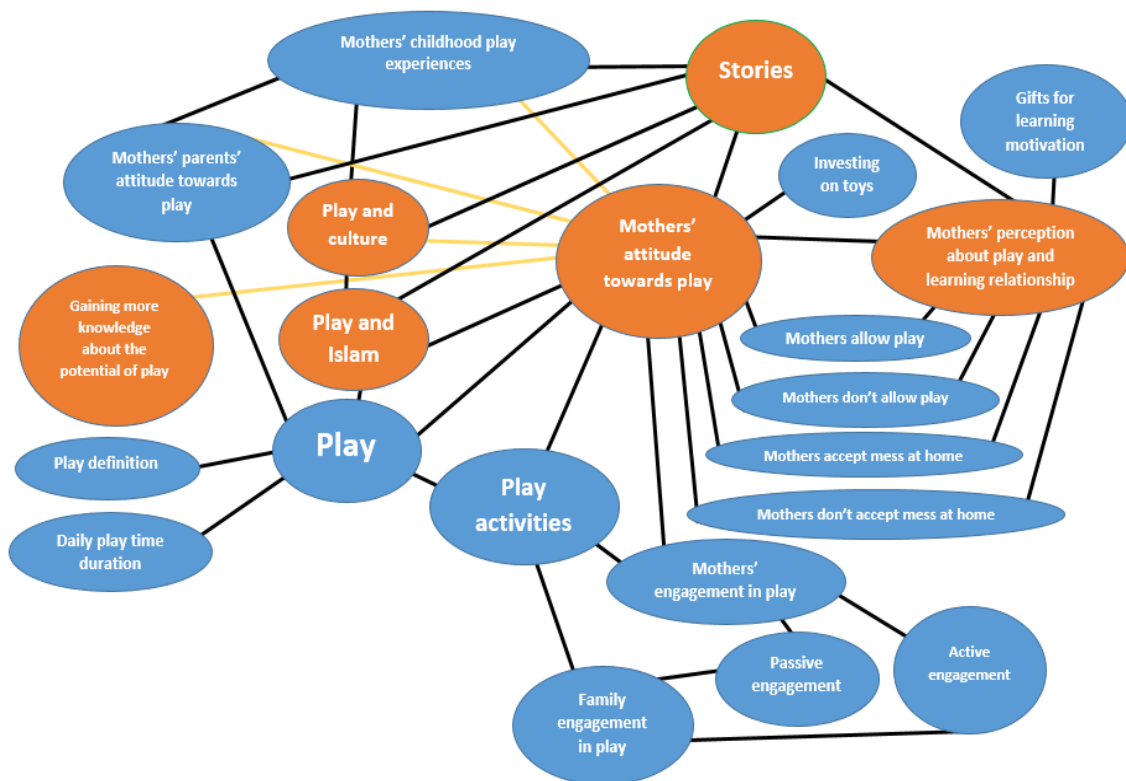 Mothers' childhood play
experiences
Stories
Gifts for
learning
motivation
Mothers' parents'
attitude towards
play
Investing
on toys
Play and
culture
Mothers'
attitude
towards play
Mothers' perception
about play and
learning relationship
Gaining more
knowledge
about the
potential of play
Play and
Islam
Mothers allow play
Mothers don't allow play
Play
Mothers accept mess at home
Play definition
Play
activities
Mothers don't accept mess at home
Daily play time
duration
Mothers'
engagement in play
Passive
engagement
Active
engagement
Family
engagement
in play